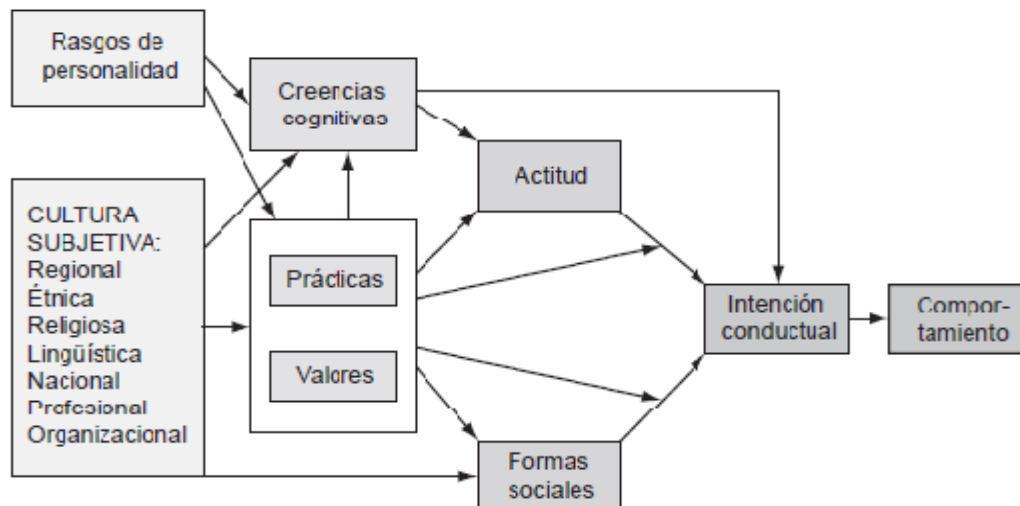 Rasgos de
personalidad
Creencias
cognitivas
Actitud
CULTURA
SUBJETIVA:
Regional
Étnica
Religiosa
Lingüística
Nacional
Profesional
Organizacional
Prácticas
Valores
Formas
sociales
Intención
conductual
Compor-
tamiento